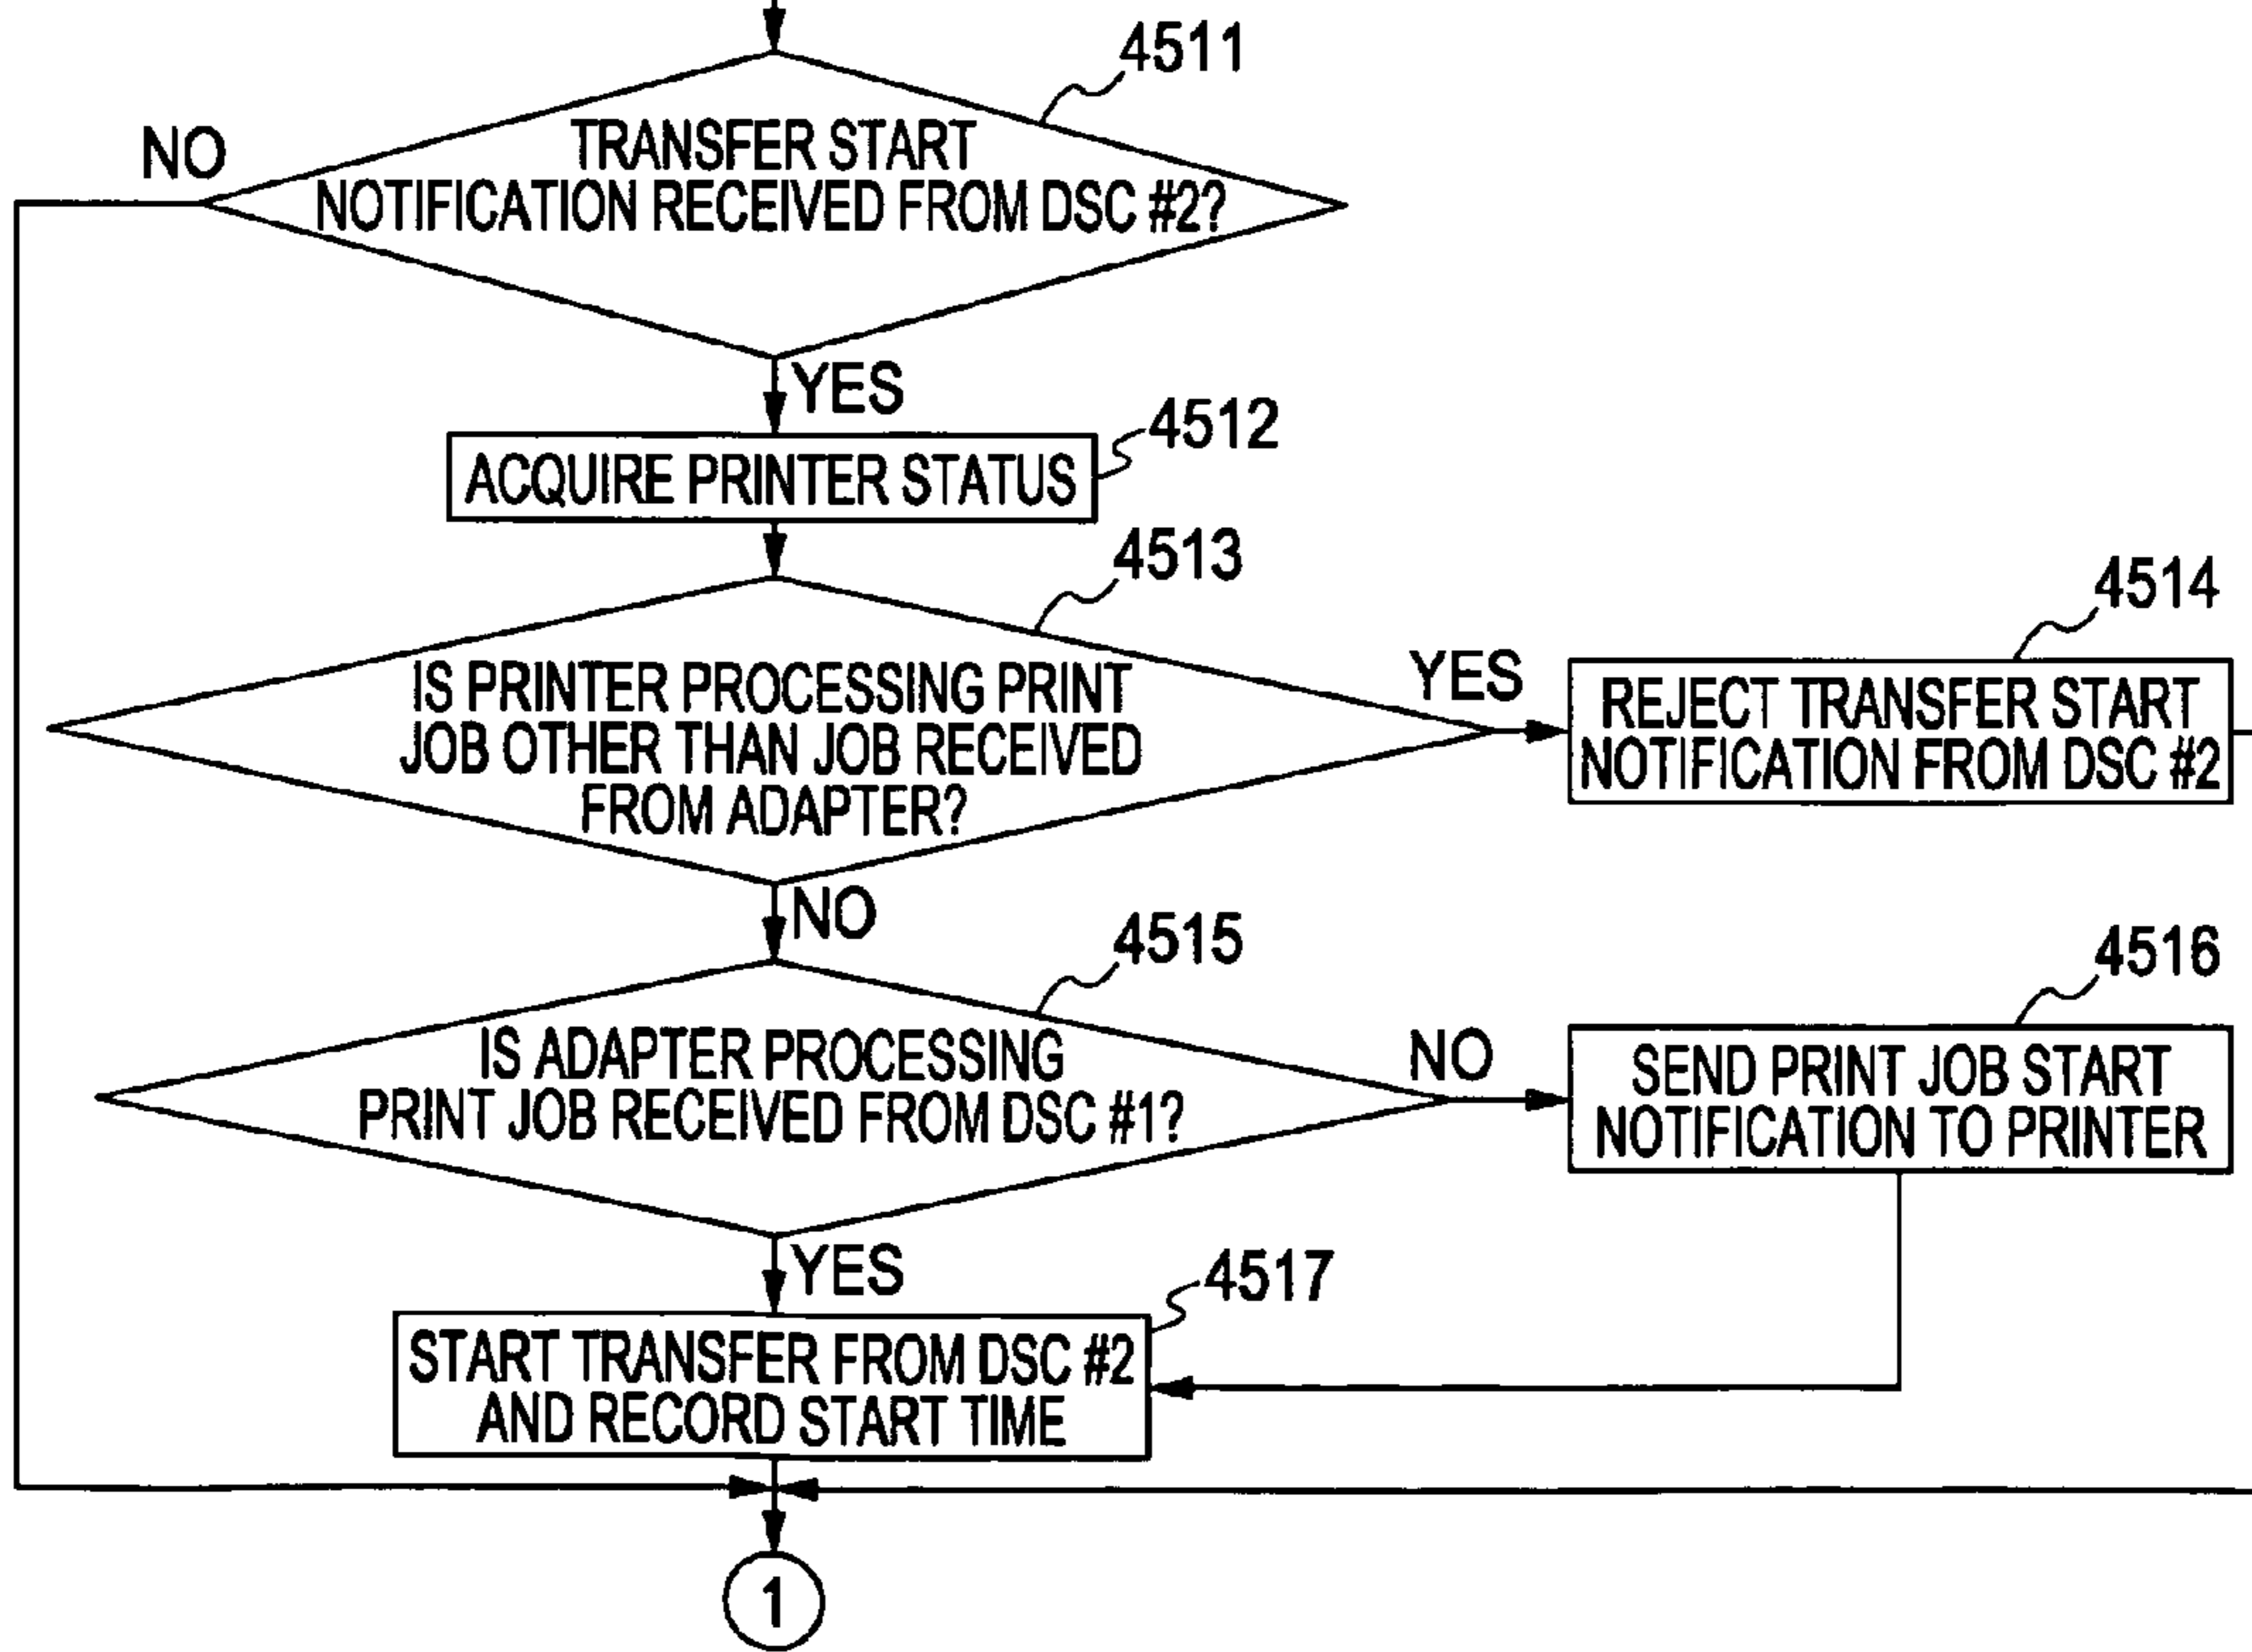 4511
TRANSFER START
NO
NOTIFICATION RECEIVED FROM DSC #2?
YES
4512
ACQUIRE PRINTER STATUS
4513
4514
IS PRINTER PROCESSING PRINT
JOB OTHER THAN JOB RECEIVED
FROM ADAPTER?
YES
REJECT TRANSFER START
NOTIFICATION FROM DSC #2
NO
4515
4516
IS ADAPTER PROCESSING
PRINT JOB RECEIVED FROM DSC #1?
NO
SEND PRINT JOB START
NOTIFICATION TO PRINTER
YES
4517
START TRANSFER FROM DSC #2
AND RECORD START TIME
1